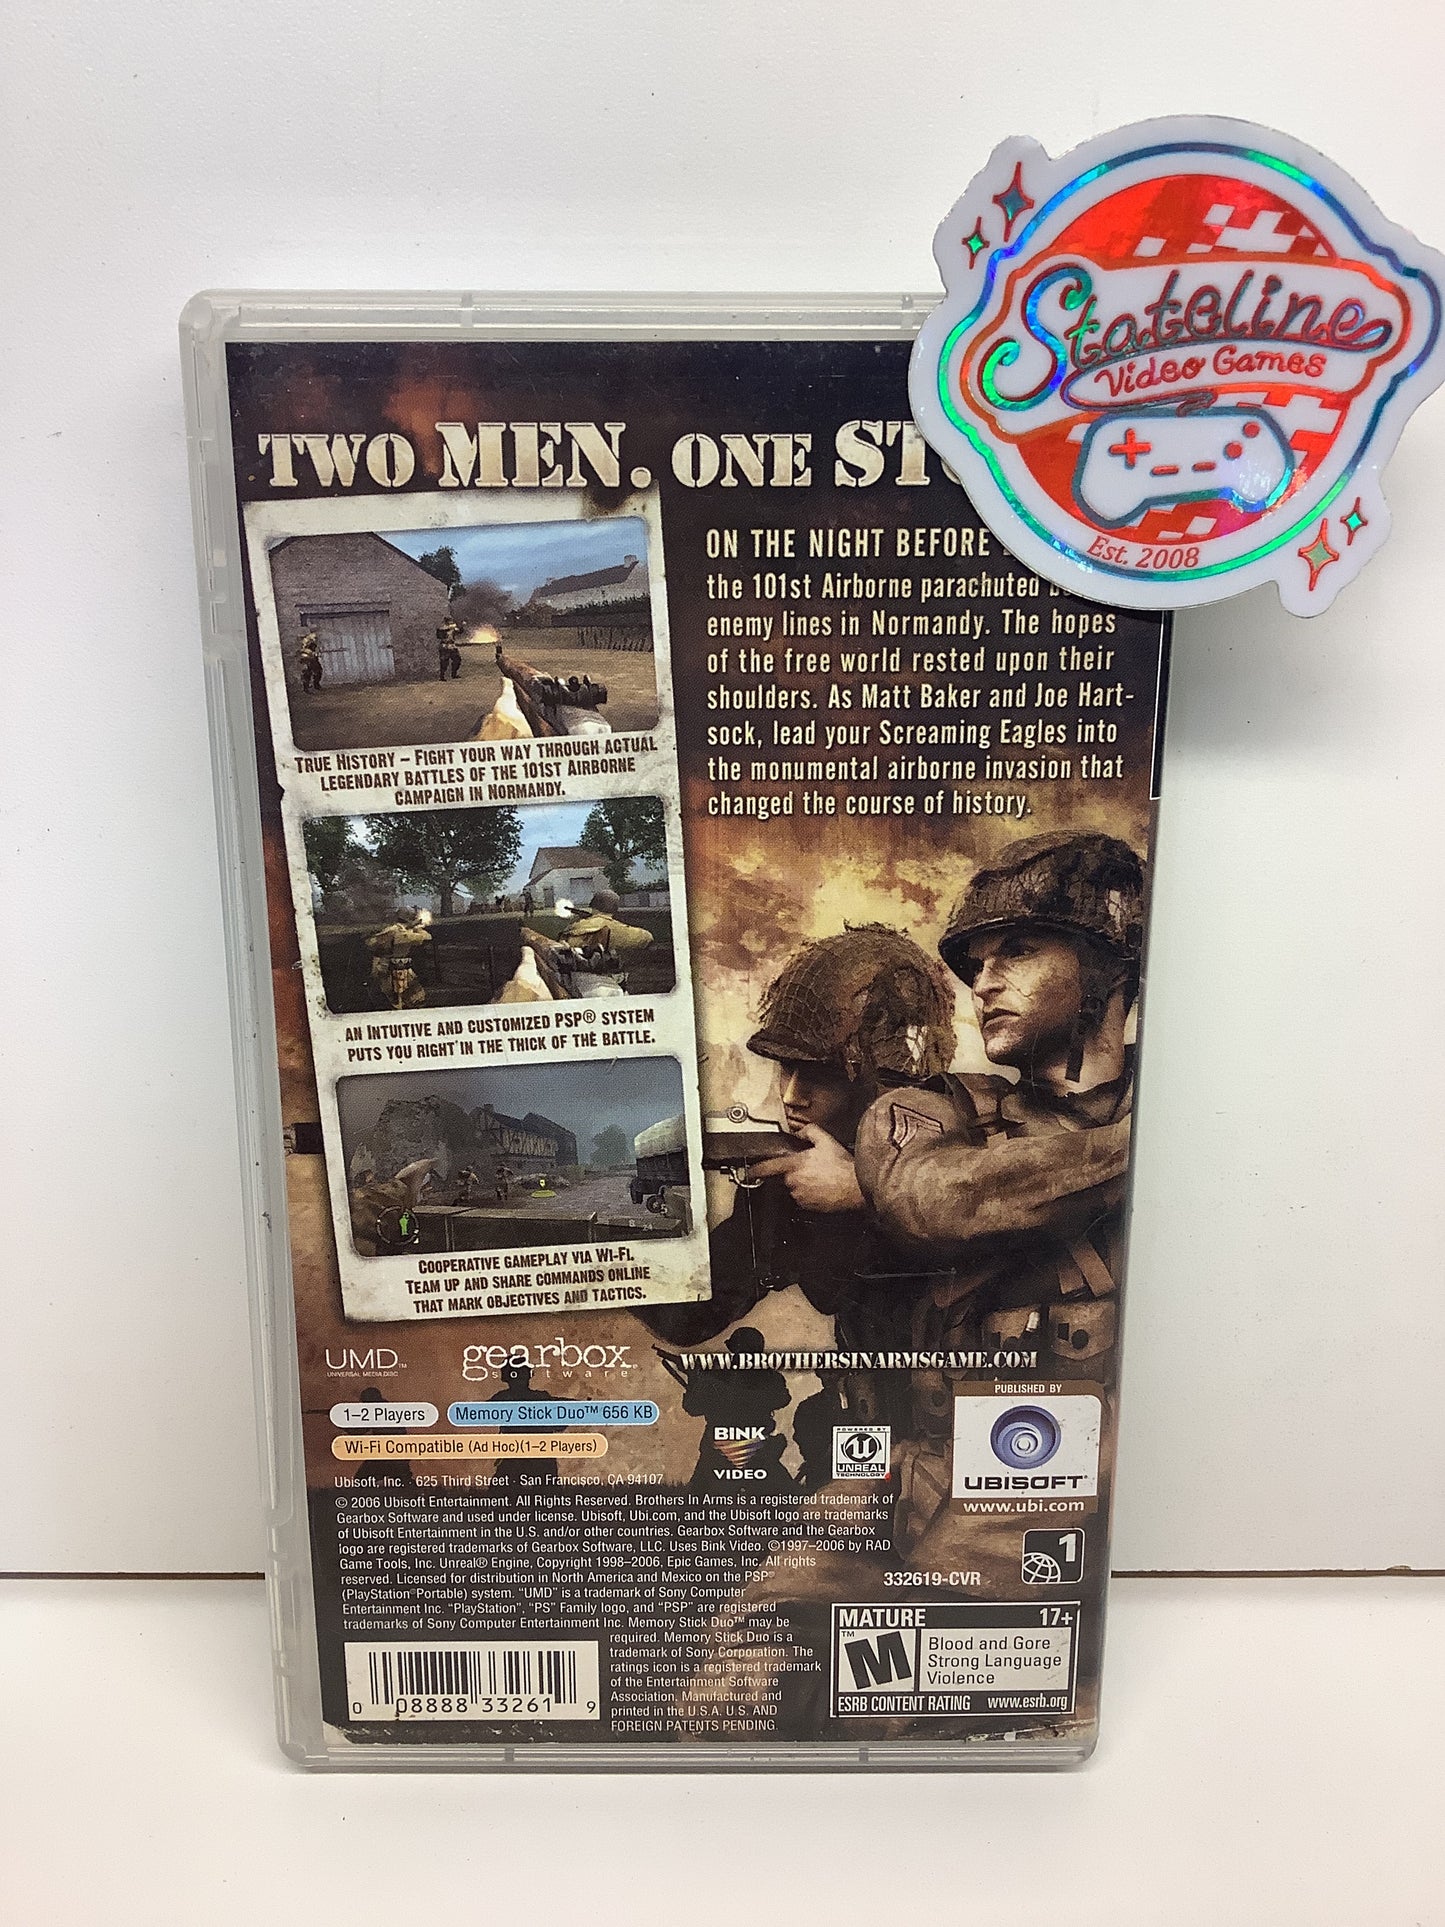 Stateline
Video Games
Est. 2008
TWO MEN. ONE
ON THE NIGHT BEFORE
the 101st Airborne parachuted
enemy lines in Normandy. The hopes
of the free world rested upon their
shoulders. As Matt Baker and Joe Hart-
sock, lead your Screaming Eagles into
the monumental airborne invasion that
changed the course of history.
TRUE HISTORY – FIGHT YOUR WAY THROUGH ACTUAL
LEGENDARY BATTLES OF THE 101ST AIRBORNE
CAMPAIGN IN NORMANDY.
AN INTUITIVE AND CUSTOMIZED PSP® SYSTEM
PUTS YOU RIGHT IN THE THICK OF THE BATTLE.
COOPERATIVE GAMEPLAY VIA WI-FI.
TEAM UP AND SHARE COMMANDS ONLINE
THAT MARK OBJECTIVES AND TACTICS.
UMD™
UNIVERSAL MEDIA DISC
gearbox
software
WWW.BROTHERSINARMSGAME.COM
1–2 Players
Memory Stick Duo™ 656 KB
Wi-Fi Compatible (Ad Hoc)(1–2 Players)
BINK
VIDEO
POWERED BY
UNREAL
TECHNOLOGY
PUBLISHED BY
UBISOFT
www.ubi.com
Ubisoft, Inc. · 625 Third Street · San Francisco, CA 94107
© 2006 Ubisoft Entertainment. All Rights Reserved. Brothers In Arms is a registered trademark of
Gearbox Software and used under license. Ubisoft, Ubi.com, and the Ubisoft logo are trademarks
of Ubisoft Entertainment in the U.S. and/or other countries. Gearbox Software and the Gearbox
logo are registered trademarks of Gearbox Software, LLC. Uses Bink Video. ©1997–2006 by RAD
Game Tools, Inc. Unreal® Engine, Copyright 1998–2006, Epic Games, Inc. All rights
reserved. Licensed for distribution in North America and Mexico on the PSP®
(PlayStation®Portable) system. "UMD" is a trademark of Sony Computer
Entertainment Inc. "PlayStation", "PS" Family logo, and "PSP" are registered
trademarks of Sony Computer Entertainment Inc. Memory Stick Duo™ may be
required. Memory Stick Duo is a
trademark of Sony Corporation. The
ratings icon is a registered trademark
of the Entertainment Software
Association. Manufactured and
printed in the U.S.A. U.S. AND
FOREIGN PATENTS PENDING.
1
332619-CVR
MATURE 17+
M
Blood and Gore
Strong Language
Violence
ESRB CONTENT RATING www.esrb.org
0 08888 33261 9